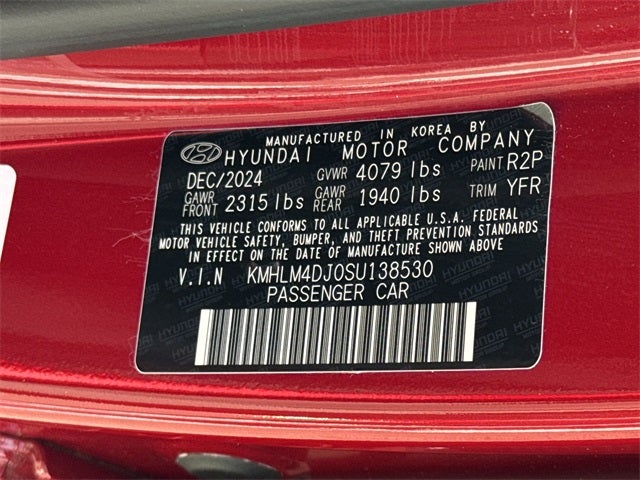 MANUFACTURED IN KOREA BY
HYUNDAI MOTOR COMPANY
DEC/2024 GVWR 4079 lbs PAINT R2P
GAWR FRONT 2315 lbs GAWR REAR 1940 lbs TRIM YFR
THIS VEHICLE CONFORMS TO ALL APPLICABLE U.S.A. FEDERAL
MOTOR VEHICLE SAFETY, BUMPER, AND THEFT PREVENTION STANDARDS
IN EFFECT ON THE DATE OF MANUFACTURE SHOWN ABOVE
V.I.N KMHLM4DJ0SU138530
PASSENGER CAR